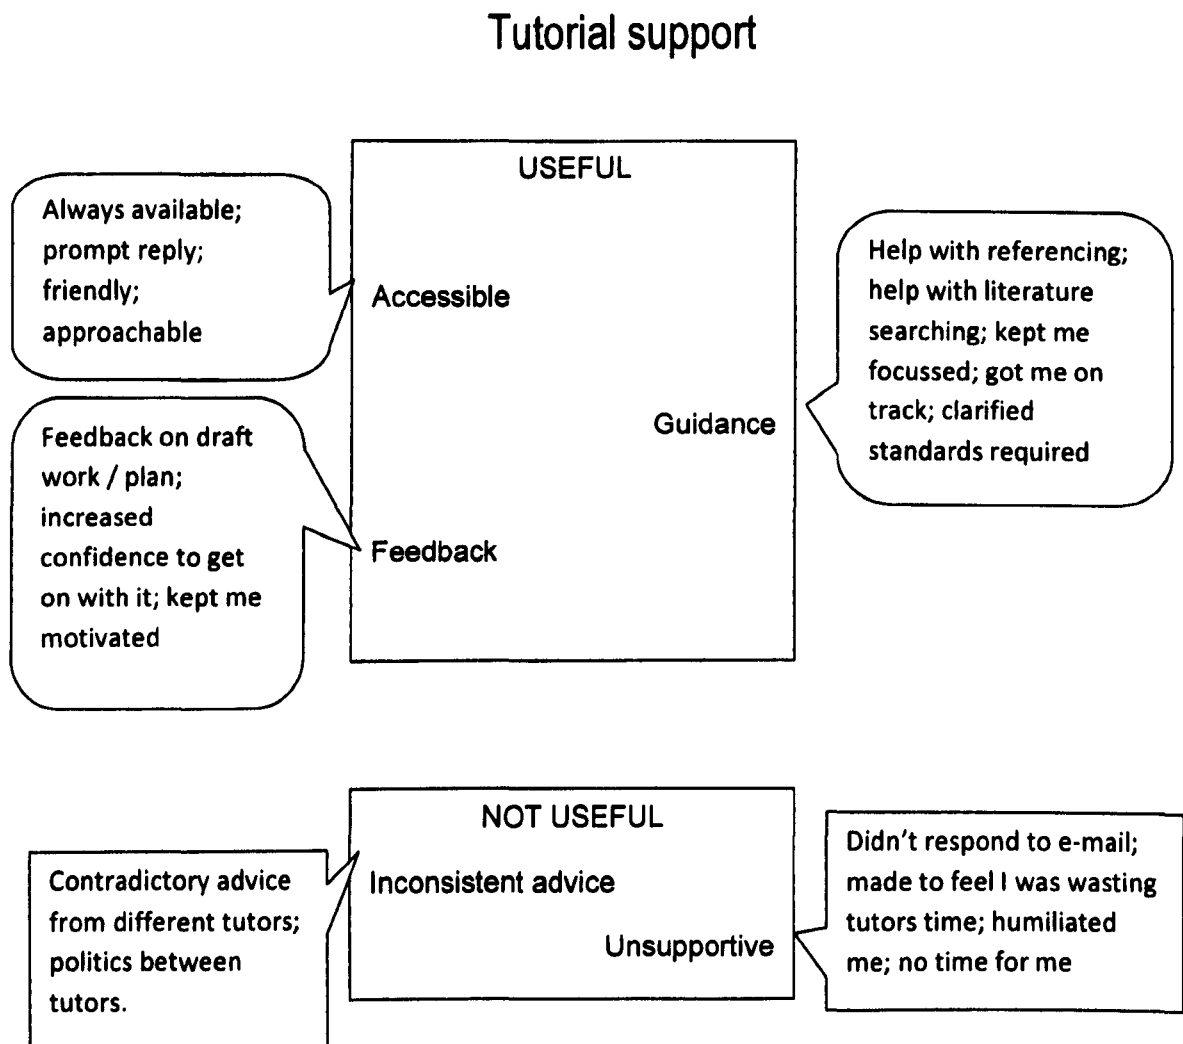 Tutorial support
USEFUL
Always available;
prompt reply;
friendly;
approachable
Accessible
Help with referencing;
help with literature
searching; kept me
focussed; got me on
track; clarified
standards required
Guidance
Feedback on draft
work / plan;
increased
confidence to get
on with it; kept me
motivated
Feedback
NOT USEFUL
Contradictory advice
from different tutors;
politics between
tutors.
Inconsistent advice
Didn't respond to e-mail;
made to feel I was wasting
tutors time; humiliated
me; no time for me
Unsupportive